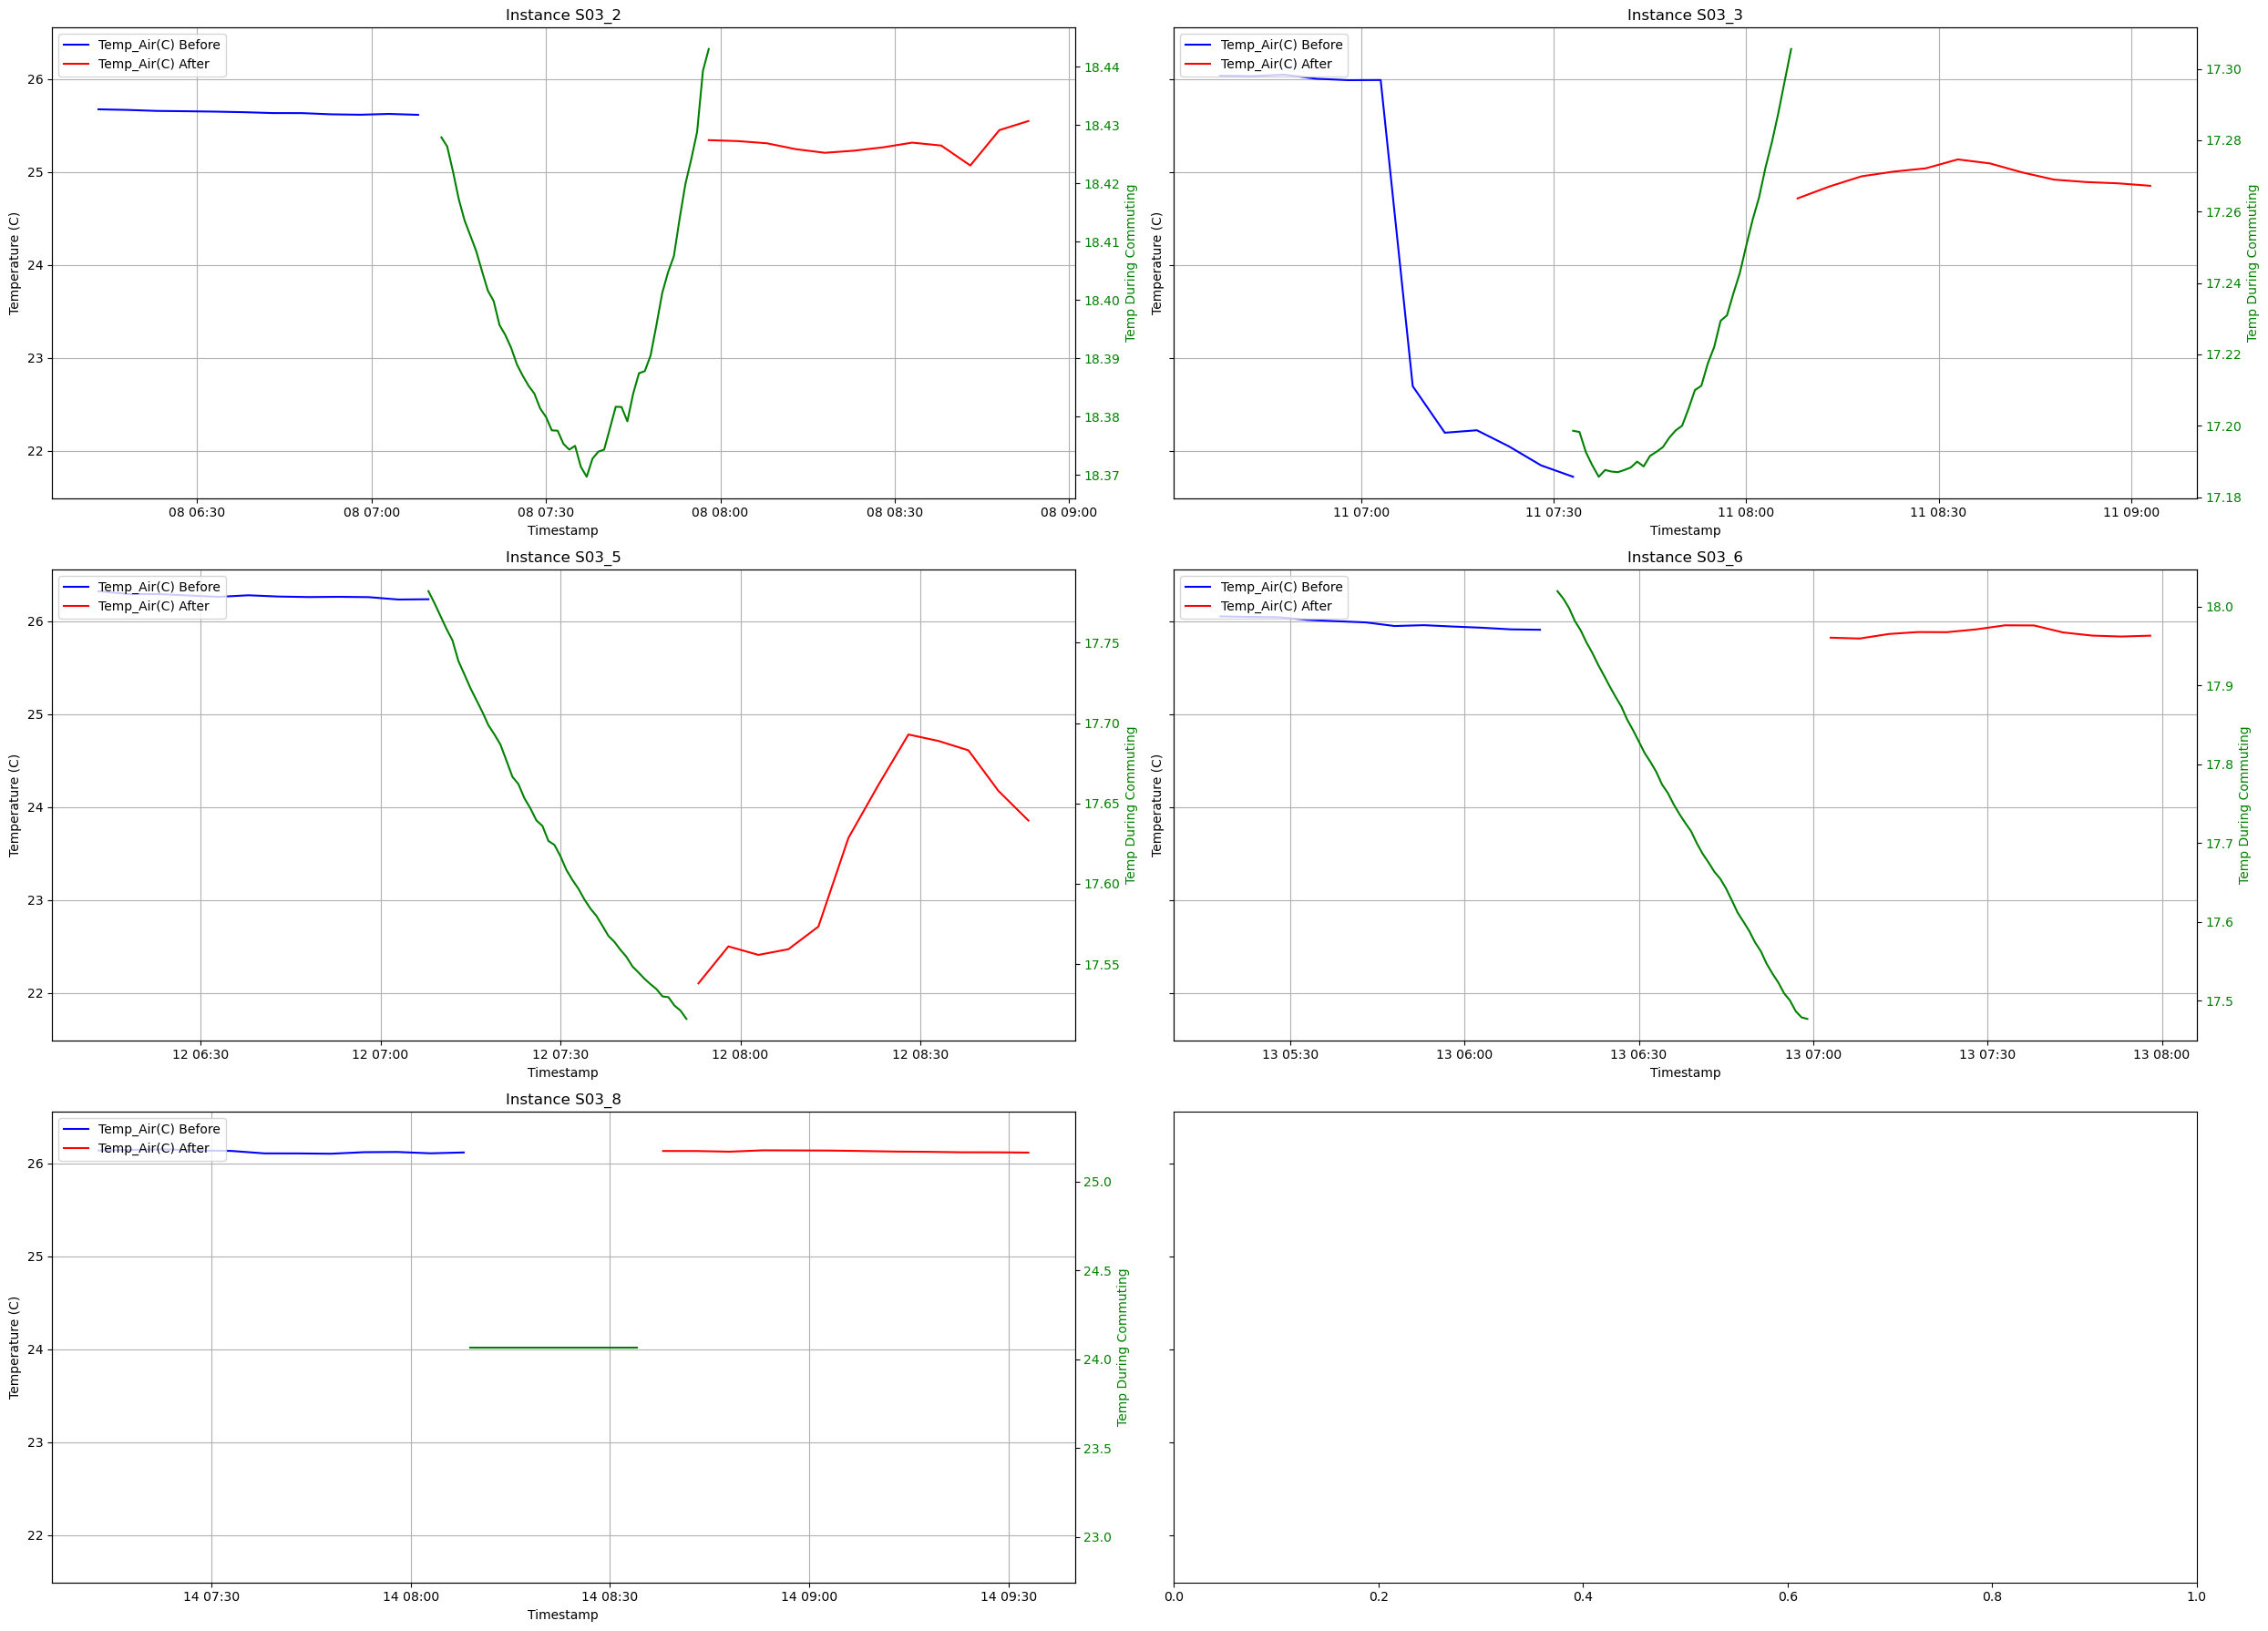 Instance S03_2
Temp_Air(C) Before
Temp_Air(C) After
Temperature (C)
26
25
24
23
22
18.44
18.43
18.42
18.41
18.40
18.39
18.38
18.37
Temp During Commuting
08 06:30
08 07:00
08 07:30
08 08:00
08 08:30
08 09:00
Timestamp
Instance S03_3
Temp_Air(C) Before
Temp_Air(C) After
Temperature (C)
17.30
17.28
17.26
17.24
17.22
17.20
17.18
Temp During Commuting
11 07:00
11 07:30
11 08:00
11 08:30
11 09:00
Timestamp
Instance S03_5
Temp_Air(C) Before
Temp_Air(C) After
Temperature (C)
26
25
24
23
22
17.75
17.70
17.65
17.60
17.55
Temp During Commuting
12 06:30
12 07:00
12 07:30
12 08:00
12 08:30
Timestamp
Instance S03_6
Temp_Air(C) Before
Temp_Air(C) After
Temperature (C)
18.0
17.9
17.8
17.7
17.6
17.5
Temp During Commuting
13 05:30
13 06:00
13 06:30
13 07:00
13 07:30
13 08:00
Timestamp
Instance S03_8
Temp_Air(C) Before
Temp_Air(C) After
Temperature (C)
26
25
24
23
22
25.0
24.5
24.0
23.5
23.0
Temp During Commuting
14 07:30
14 08:00
14 08:30
14 09:00
14 09:30
Timestamp
0.0
0.2
0.4
0.6
0.8
1.0